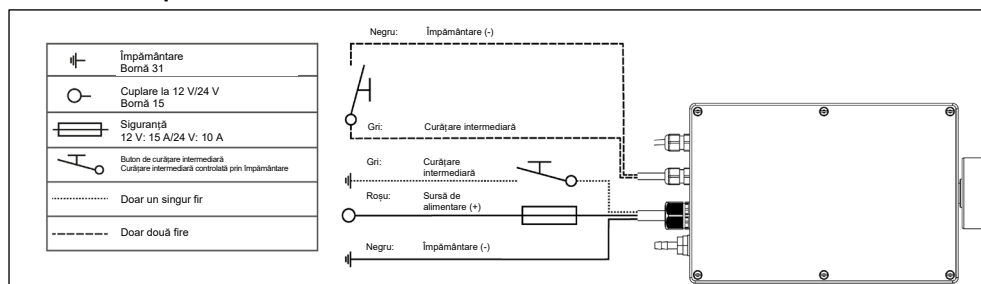 Împământare
Bornă 31
Cuplare la 12 V/24 V
Bornă 15
Siguranță
12 V: 15 A/24 V: 10 A
Buton de curățare intermediară
Curățare intermediară controlată prin împământare
Doar un singur fir
Doar două fire
Negru: Împământare (-)
Gri: Curățare intermediară
Gri: Curățare
intermediară
Roșu: Sursă de
alimentare (+)
Negru: Împământare (-)